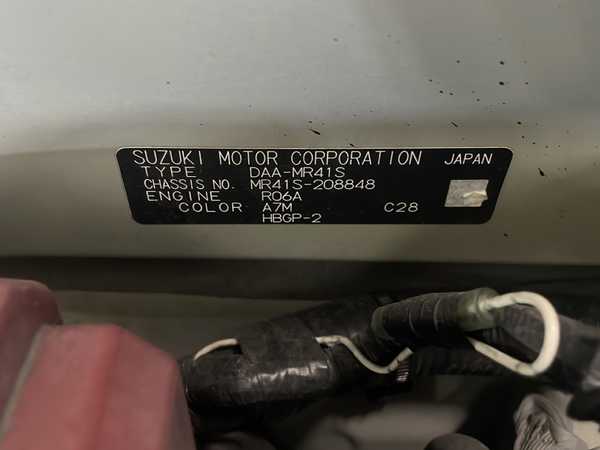 SUZUKI MOTOR CORPORATION JAPAN
TYPE DAA-MR41S
CHASSIS NO. MR41S-208848
ENGINE R06A
COLOR A7M C28
HBGP-2